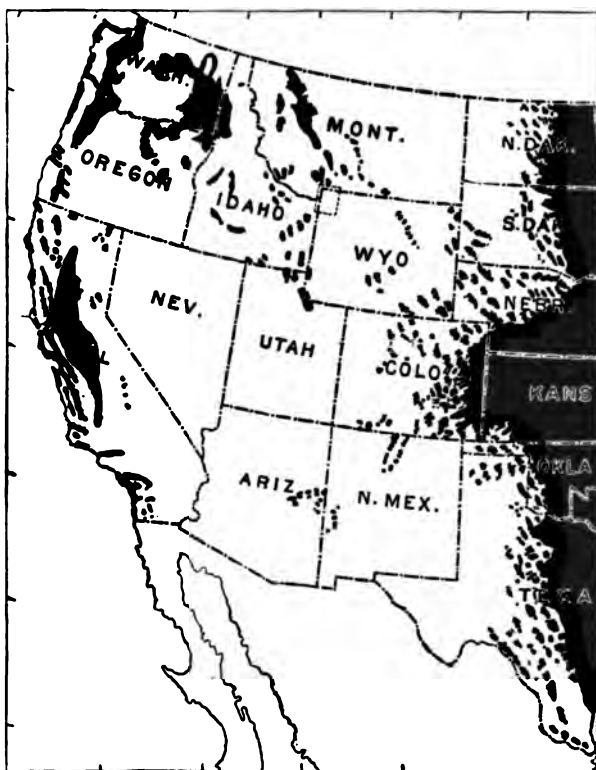 WASH.
MONT.
N. DAK.
OREGON
IDAHO
S. DAK.
WYO
NEBR.
NEV.
UTAH
COLO
KANS
ARIZ
N. MEX.
OKLA